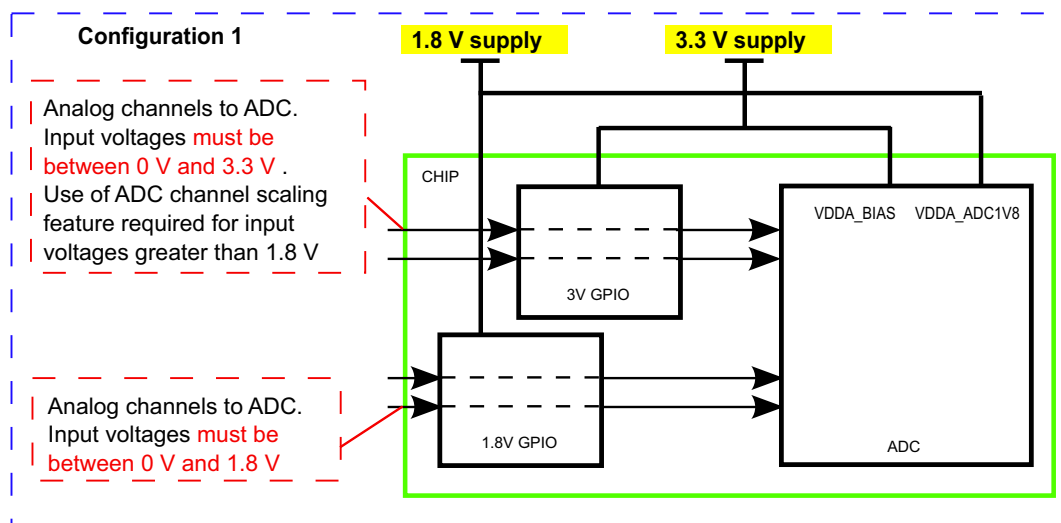 Configuration 1
1.8 V supply
3.3 V supply
Analog channels to ADC.
Input voltages must be
between 0 V and 3.3 V .
Use of ADC channel scaling
feature required for input
voltages greater than 1.8 V
CHIP
VDDA_BIAS
VDDA_ADC1V8
3V GPIO
Analog channels to ADC.
Input voltages must be
between 0 V and 1.8 V
1.8V GPIO
ADC